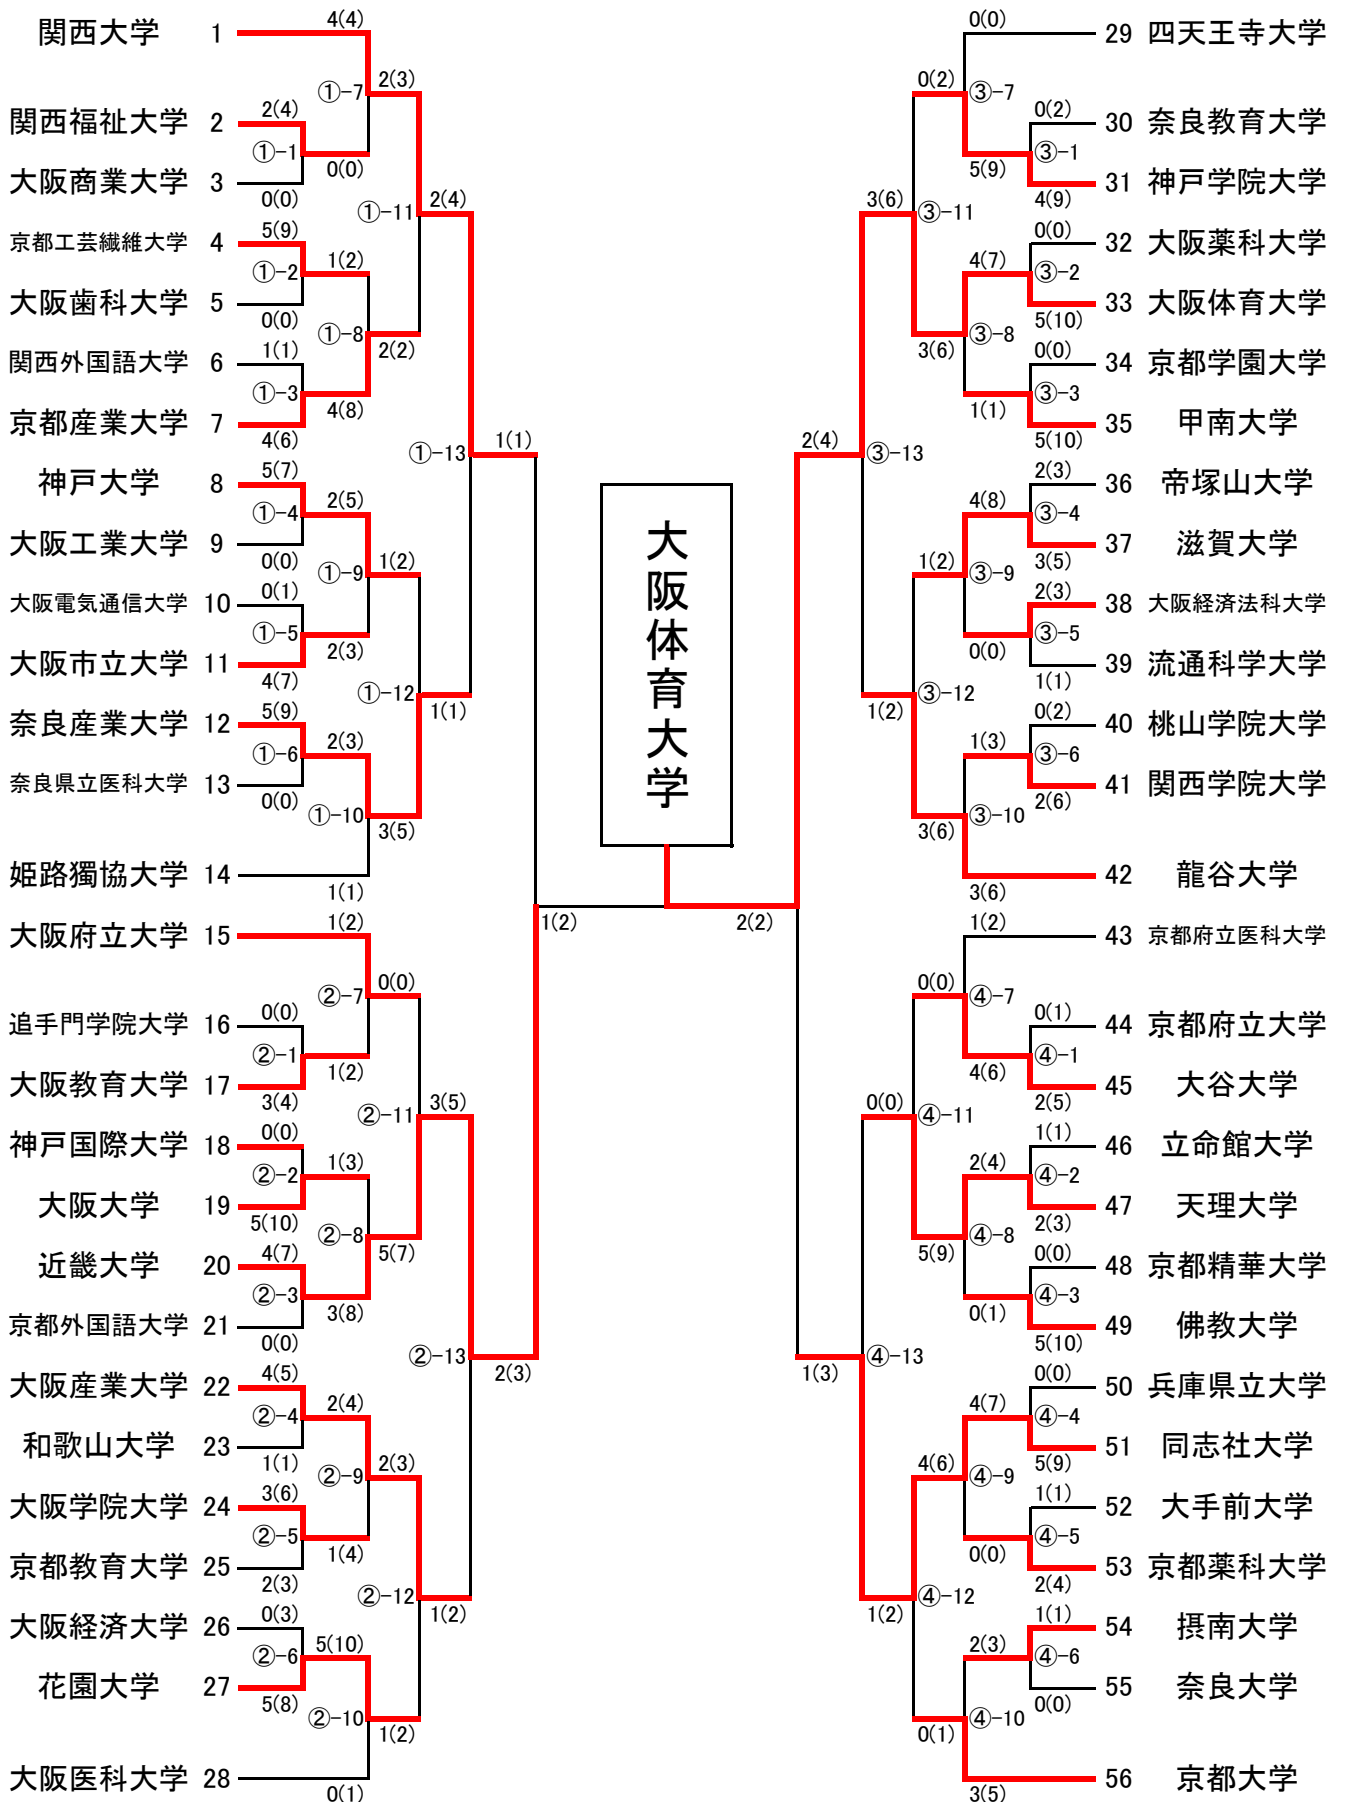 関西大学 1
4(4)
①-7
2(3)
関西福祉大学 2
2(4)
①-1
0(0)
大阪商業大学 3
0(0)
①-11
2(4)
京都工芸繊維大学 4
5(9)
①-2
1(2)
大阪歯科大学 5
0(0)
①-8
2(2)
関西外国語大学 6
1(1)
①-3
4(8)
京都産業大学 7
4(6)
①-13
1(1)
神戸大学 8
5(7)
①-4
2(5)
大阪工業大学 9
0(0)
①-9
1(2)
大阪電気通信大学 10
0(1)
①-5
2(3)
大阪市立大学 11
4(7)
①-12
1(1)
奈良産業大学 12
5(9)
①-6
2(3)
奈良県立医科大学 13
0(0)
①-10
3(5)
姫路獨協大学 14
1(1)
大阪府立大学 15
1(2)
②-7
0(0)
追手門学院大学 16
0(0)
②-1
1(2)
大阪教育大学 17
3(4)
②-11
3(5)
神戸国際大学 18
0(0)
②-2
1(3)
大阪大学 19
5(10)
②-8
5(7)
近畿大学 20
4(7)
②-3
3(8)
京都外国語大学 21
0(0)
②-13
2(3)
大阪産業大学 22
4(5)
②-4
2(4)
和歌山大学 23
1(1)
②-9
2(3)
大阪学院大学 24
3(6)
②-5
1(4)
京都教育大学 25
2(3)
②-12
1(2)
大阪経済大学 26
0(3)
②-6
5(10)
花園大学 27
5(8)
②-10
1(2)
大阪医科大学 28
0(1)
大阪体育大学
1(2)
2(2)
0(0)
29 四天王寺大学
0(2)
③-7
0(2)
30 奈良教育大学
③-1
5(9)
31 神戸学院大学
4(9)
3(6)
③-11
0(0)
32 大阪薬科大学
4(7)
③-2
33 大阪体育大学
5(10)
3(6)
③-8
0(0)
34 京都学園大学
③-3
1(1)
35 甲南大学
5(10)
2(4)
③-13
2(3)
36 帝塚山大学
4(8)
③-4
37 滋賀大学
3(5)
1(2)
③-9
2(3)
38 大阪経済法科大学
③-5
0(0)
39 流通科学大学
1(1)
③-12
1(2)
0(2)
40 桃山学院大学
1(3)
③-6
41 関西学院大学
2(6)
3(6)
③-10
42 龍谷大学
3(6)
1(2)
43 京都府立医科大学
0(0)
④-7
0(1)
44 京都府立大学
④-1
4(6)
45 大谷大学
2(5)
0(0)
④-11
1(1)
46 立命館大学
2(4)
④-2
47 天理大学
2(3)
5(9)
④-8
0(0)
48 京都精華大学
④-3
0(1)
49 佛教大学
5(10)
1(3)
④-13
0(0)
50 兵庫県立大学
4(7)
④-4
51 同志社大学
5(9)
4(6)
④-9
1(1)
52 大手前大学
④-5
0(0)
53 京都薬科大学
2(4)
1(2)
④-12
1(1)
54 摂南大学
2(3)
④-6
55 奈良大学
0(0)
0(1)
④-10
56 京都大学
3(5)